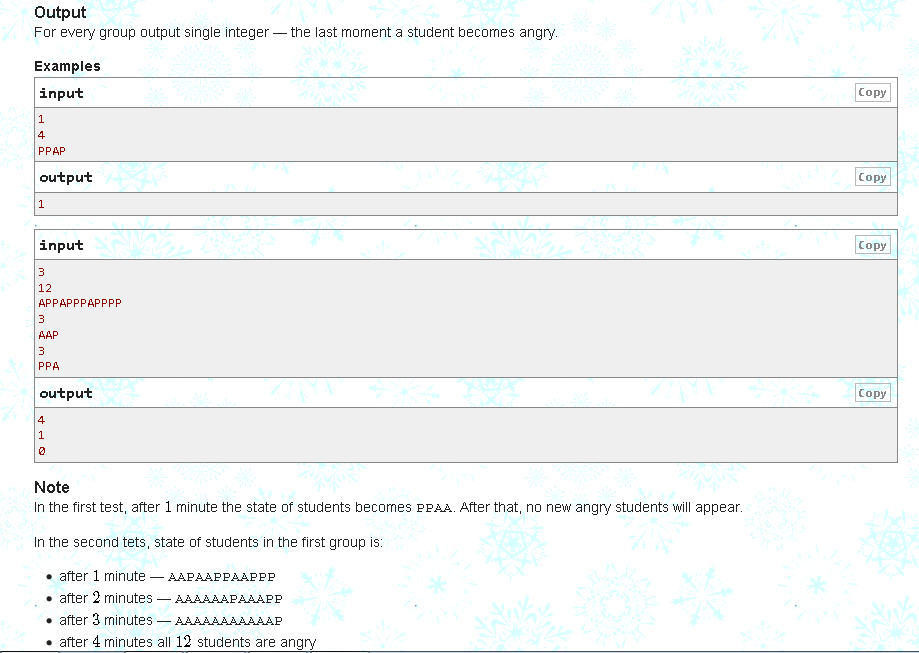 Output
For every group output single integer — the last moment a student becomes angry.
Examples
input
Copy
1
4
PPAP
output
Copy
1
input
Copy
3
12
APPAPPPAPPPP
3
AAP
3
PPA
output
Copy
4
1
0
Note
In the first test, after 1 minute the state of students becomes PPAA. After that, no new angry students will appear.
In the second tets, state of students in the first group is:
• after 1 minute — AAPAAPPAAPPP
• after 2 minutes — AAAAAAPAAAPP
• after 3 minutes — AAAAAAAAAAAP
• after 4 minutes all 12 students are angry